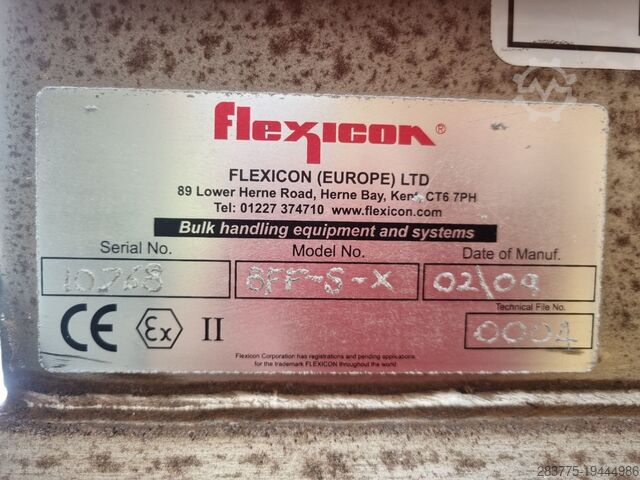 flexicon®
FLEXICON (EUROPE) LTD
89 Lower Herne Road, Herne Bay, Kent, CT6 7PH
Tel: 01227 374710 www.flexicon.com
Bulk handling equipment and systems
Serial No. Model No. Date of Manuf.
10768 BFF-S-X 02\09
Technical File No.
0004
CE Ex II
Flexicon Corporation has registrations and pending applications
for the trademark FLEXICON throughout the world
283775-19444986